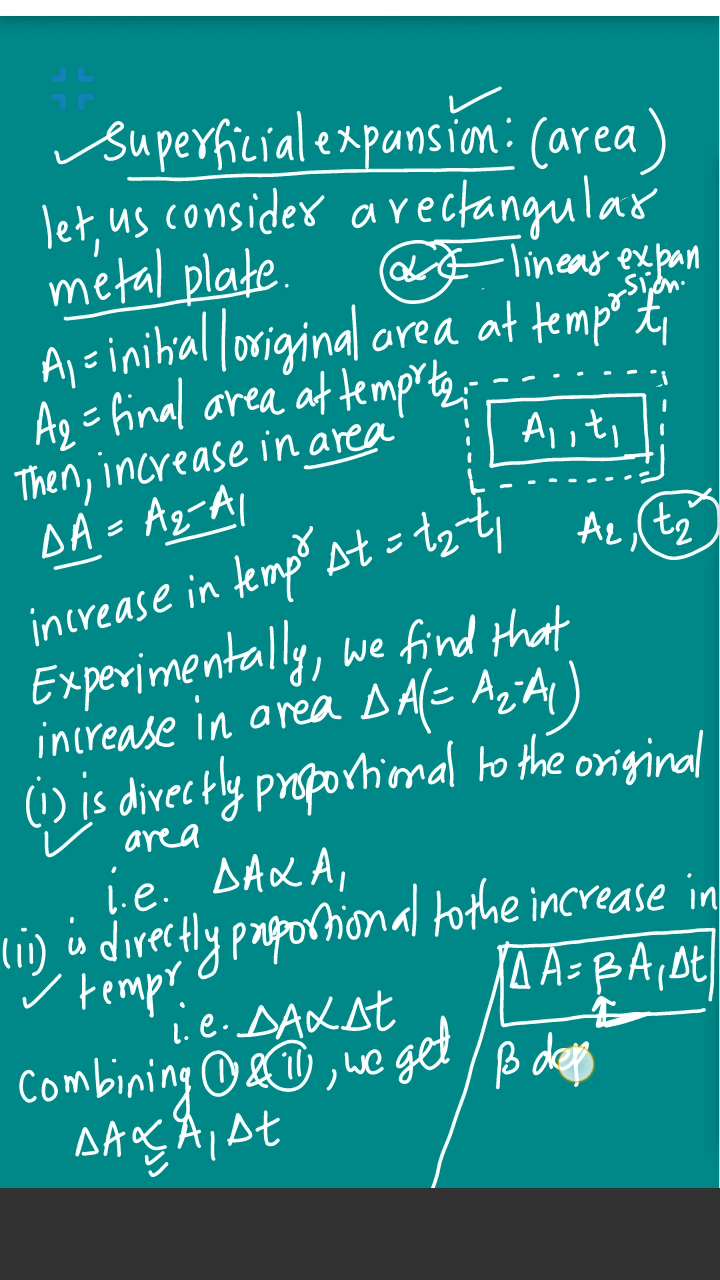 Superficial expansion: (area)
let, us consider a rectangular
metal plate.
α ← linear expan
sion.
A₁ = initial/original area at tempr t₁
A₂ = final area at tempr t₂
A₁, t₁
Then, increase in area
ΔA = A₂-A₁
A₂, t₂
increase in tempr Δt = t₂-t₁
Experimentally, we find that
increase in area ΔA(= A₂-A₁)
(i) is directly proportional to the original
area
i.e. ΔA∝A₁
(ii) is directly proportional to the increase in
tempr
i.e. ΔA∝Δt
Combining (i) & (ii), we get
ΔA ∝ A₁Δt
ΔA = βA₁Δt
β dep